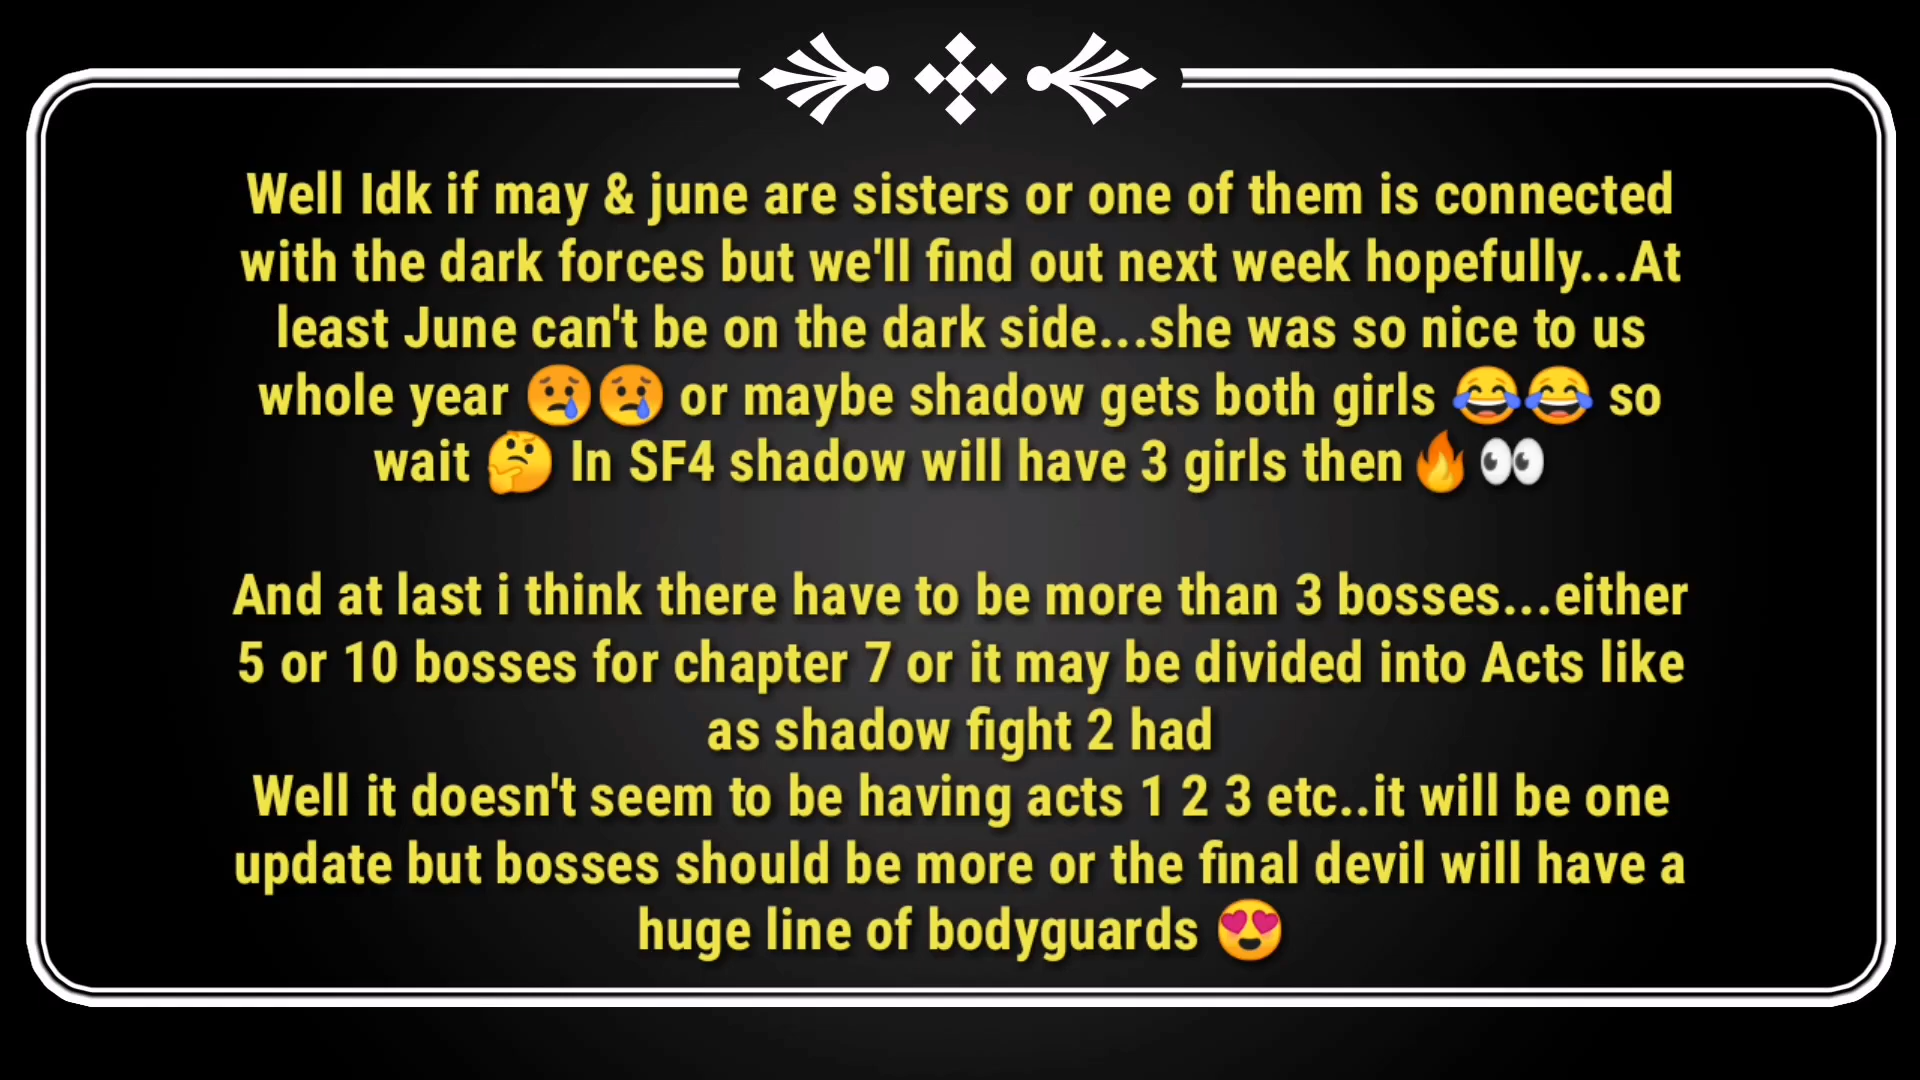 Well Idk if may & june are sisters or one of them is connected
with the dark forces but we'll find out next week hopefully...At
least June can't be on the dark side...she was so nice to us
whole year 😢😢 or maybe shadow gets both girls 😂😂 so
wait 🤔 In SF4 shadow will have 3 girls then 🔥👀
And at last i think there have to be more than 3 bosses...either
5 or 10 bosses for chapter 7 or it may be divided into Acts like
as shadow fight 2 had
Well it doesn't seem to be having acts 1 2 3 etc..it will be one
update but bosses should be more or the final devil will have a
huge line of bodyguards 😍